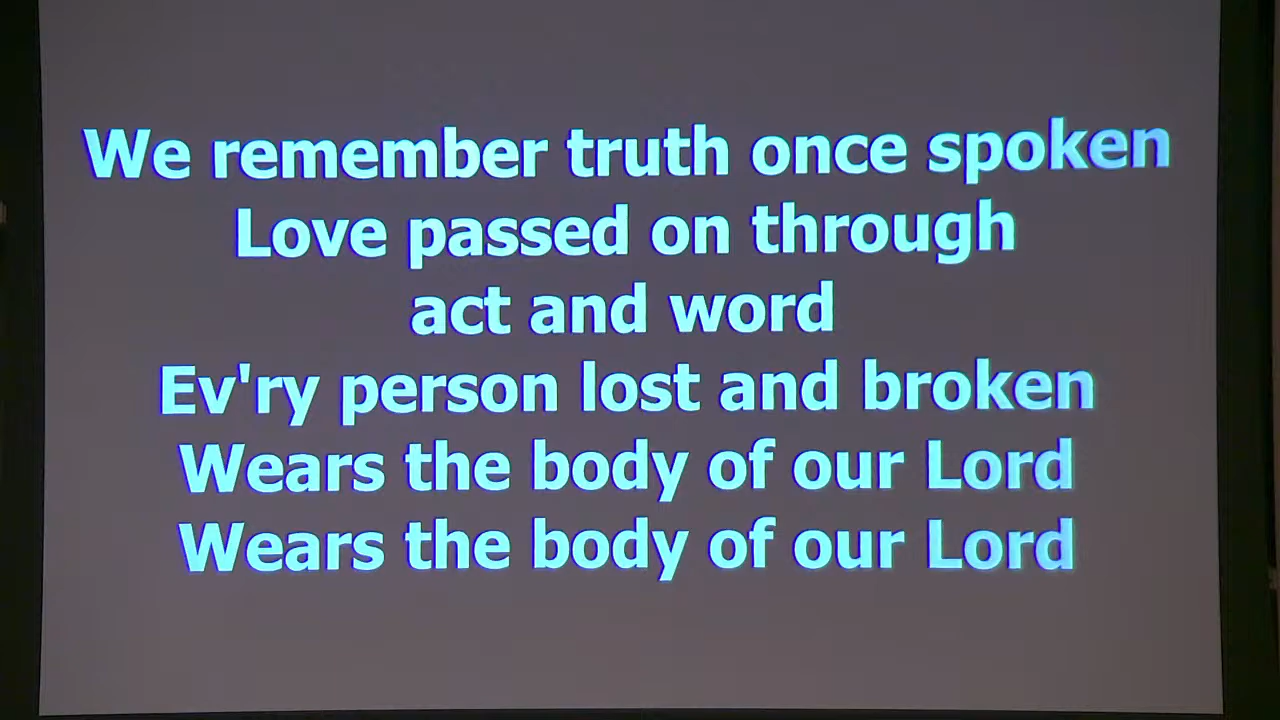 We remember truth once spoken
Love passed on through
act and word
Ev'ry person lost and broken
Wears the body of our Lord
Wears the body of our Lord